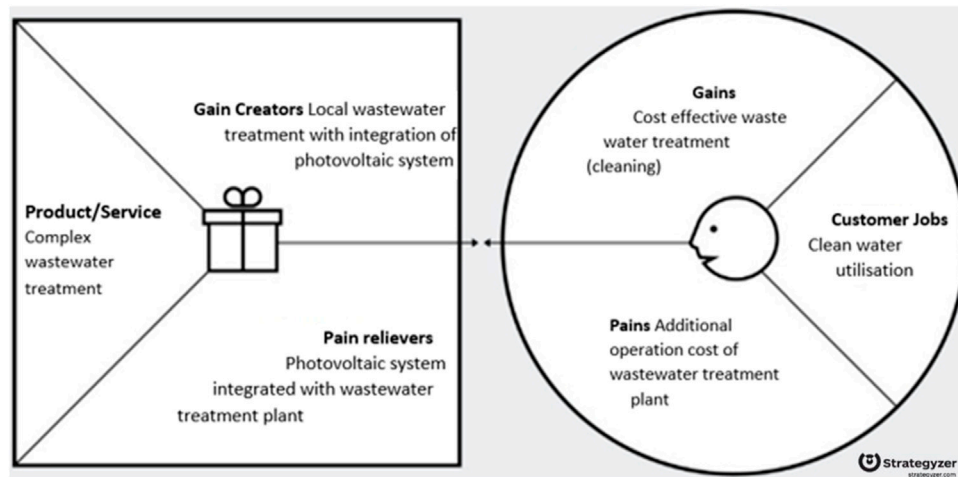 Gain Creators Local wastewater
treatment with integration of
photovoltaic system
Product/Service
Complex
wastewater
treatment
Pain relievers
Photovoltaic system
integrated with wastewater
treatment plant
Gains
Cost effective waste
water treatment
(cleaning)
Customer Jobs
Clean water
utilisation
Pains Additional
operation cost of
wastewater treatment
plant
Strategyzer
strategyzer.com